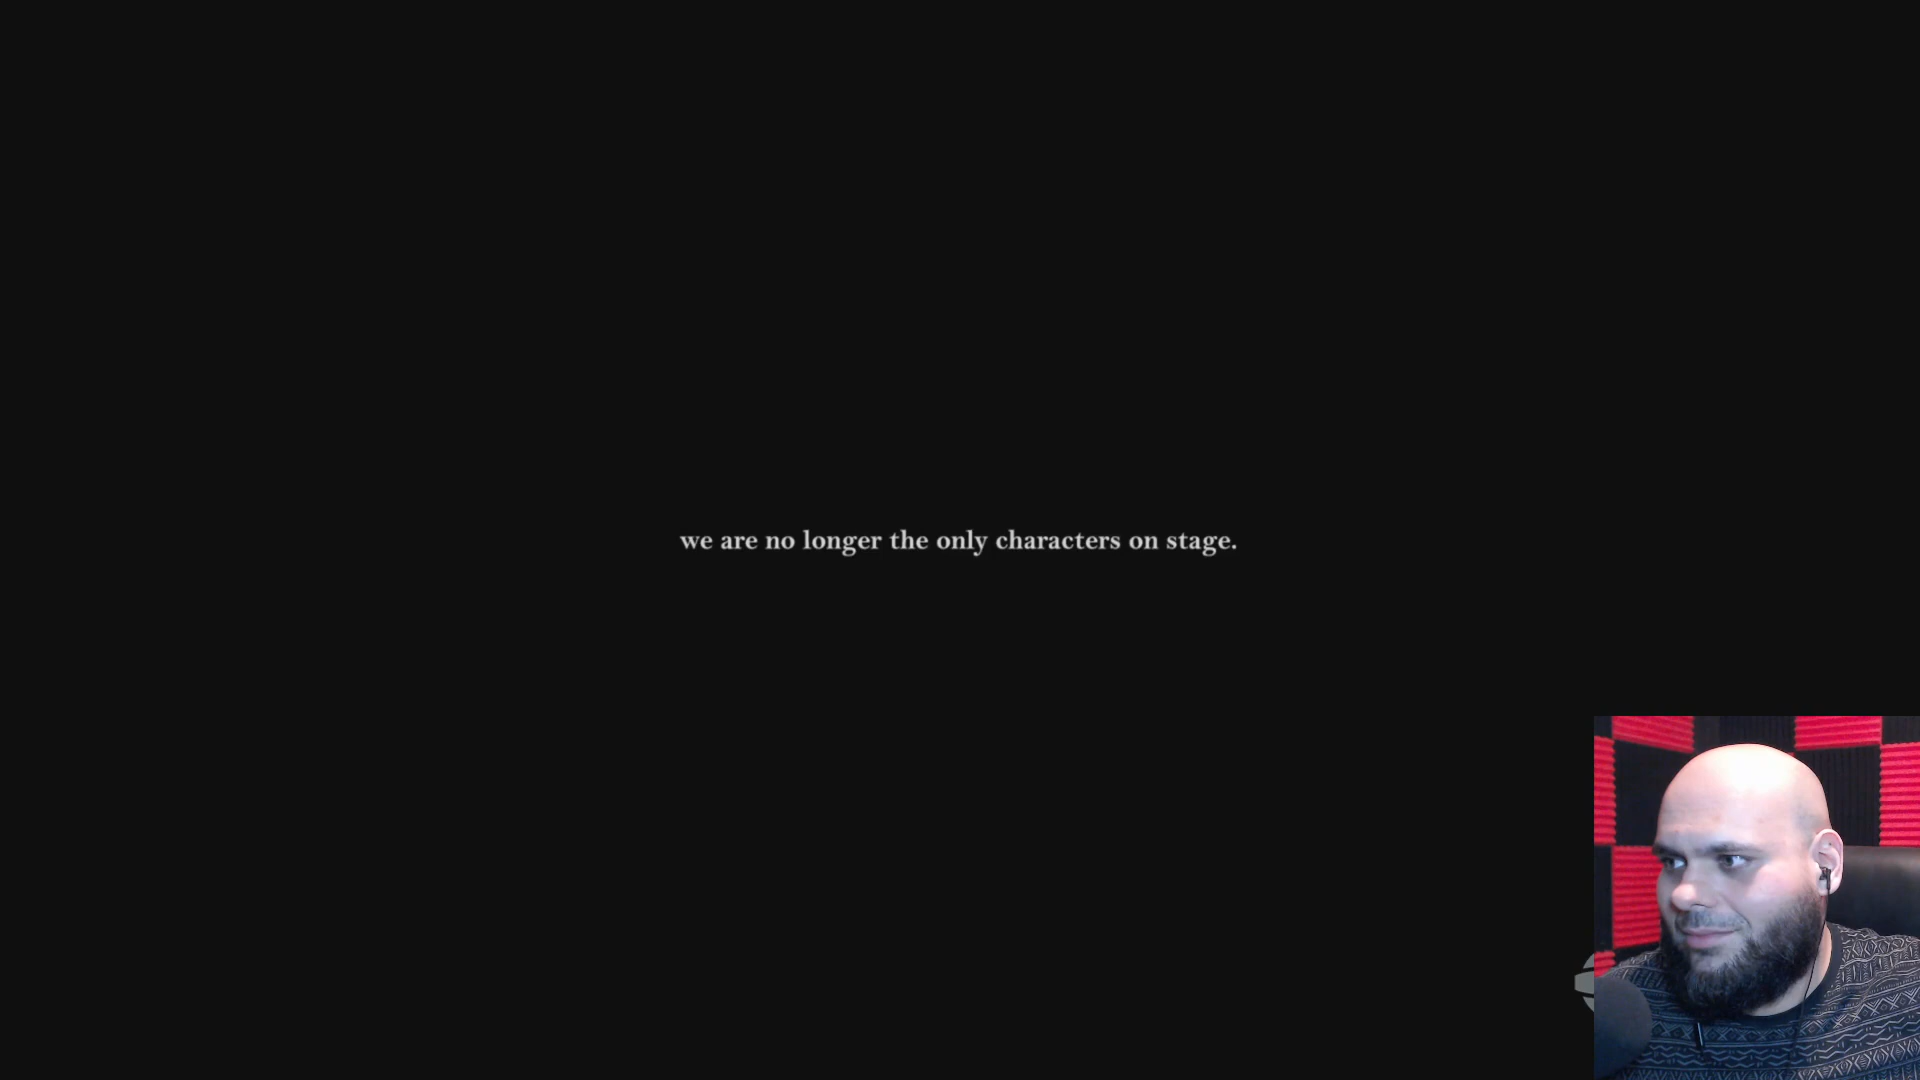 we are no longer the only characters on stage.